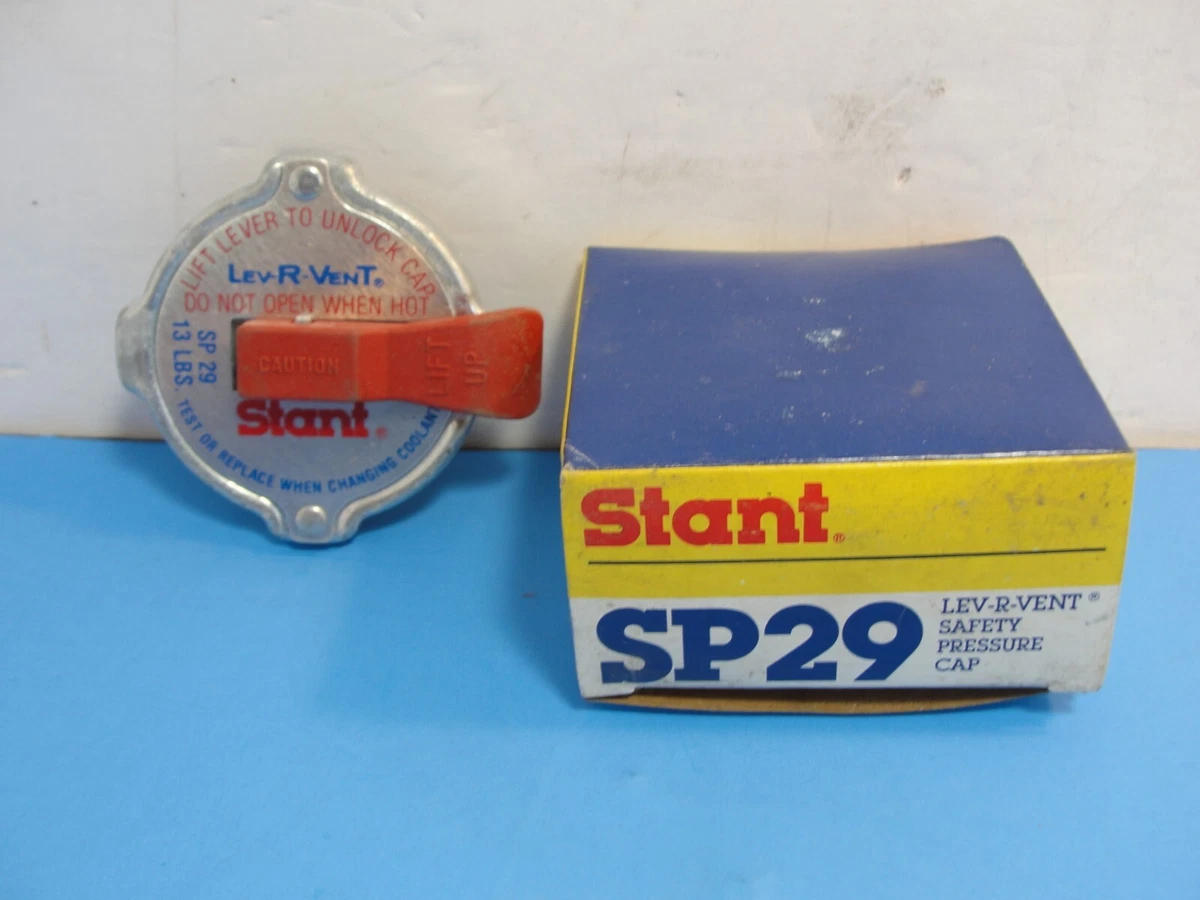 LIFT LEVER TO UNLOCK CAP
LEV-R-VENT®
DO NOT OPEN WHEN HOT
SP 29
13 LBS.
CAUTION
LIFT
UP
Stant®
TEST OR REPLACE WHEN CHANGING COOLANT
Stant®
SP29
LEV-R-VENT®
SAFETY
PRESSURE
CAP